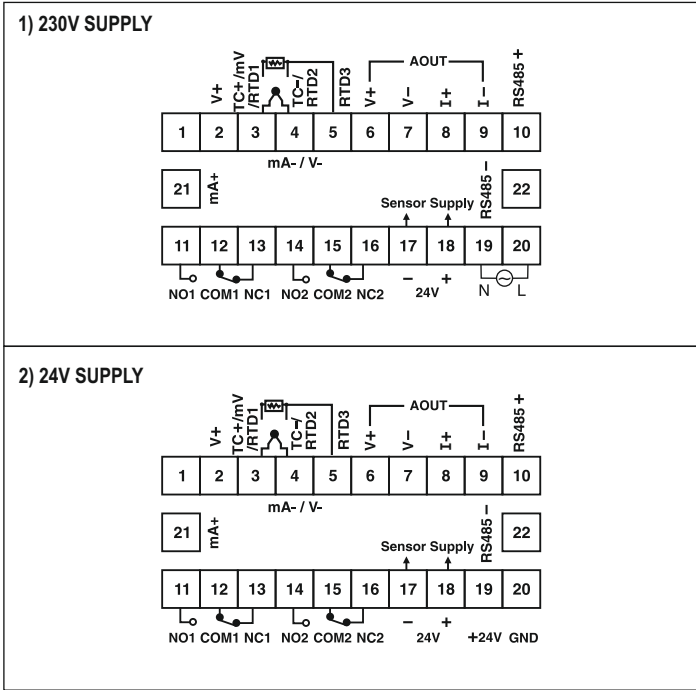 1) 230V SUPPLY
V+
TC+/mV
/RTD1
TC-/
RTD2
RTD3
AOUT
V+
V-
I+
I-
RS485 +
1 2 3 4 5 6 7 8 9 10
mA- / V-
21
mA+
Sensor Supply
RS485 -
22
11 12 13 14 15 16 17 18 19 20
NO1 COM1 NC1 NO2 COM2 NC2
- +
24V
N L
2) 24V SUPPLY
V+
TC+/mV
/RTD1
TC-/
RTD2
RTD3
AOUT
V+
V-
I+
I-
RS485 +
1 2 3 4 5 6 7 8 9 10
mA- / V-
21
mA+
Sensor Supply
RS485 -
22
11 12 13 14 15 16 17 18 19 20
NO1 COM1 NC1 NO2 COM2 NC2
- +
24V
+24V GND